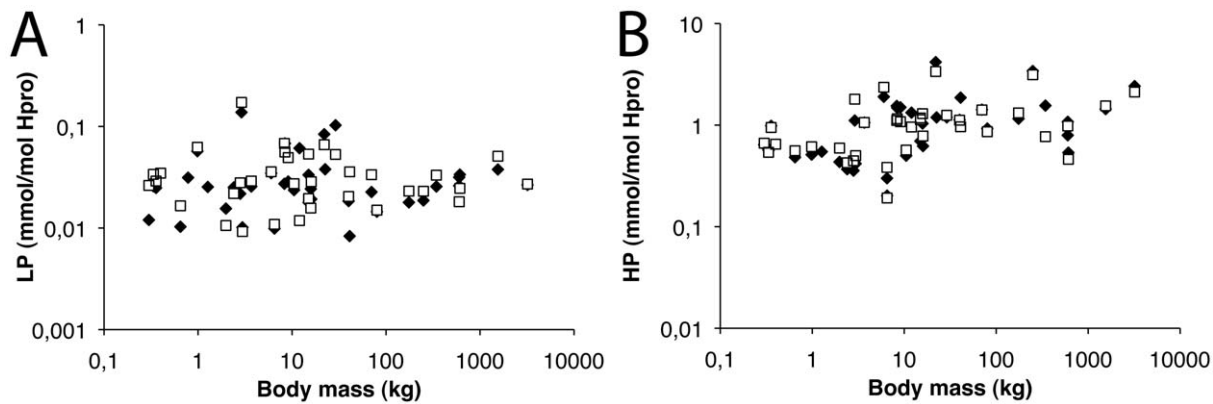 A
LP (mmol/mol Hpro)
1
0,1
0,01
0,001
0,1 1 10 100 1000 10000
Body mass (kg)
B
HP (mmol/mol Hpro)
10
1
0,1
0,01
0,1 1 10 100 1000 10000
Body mass (kg)